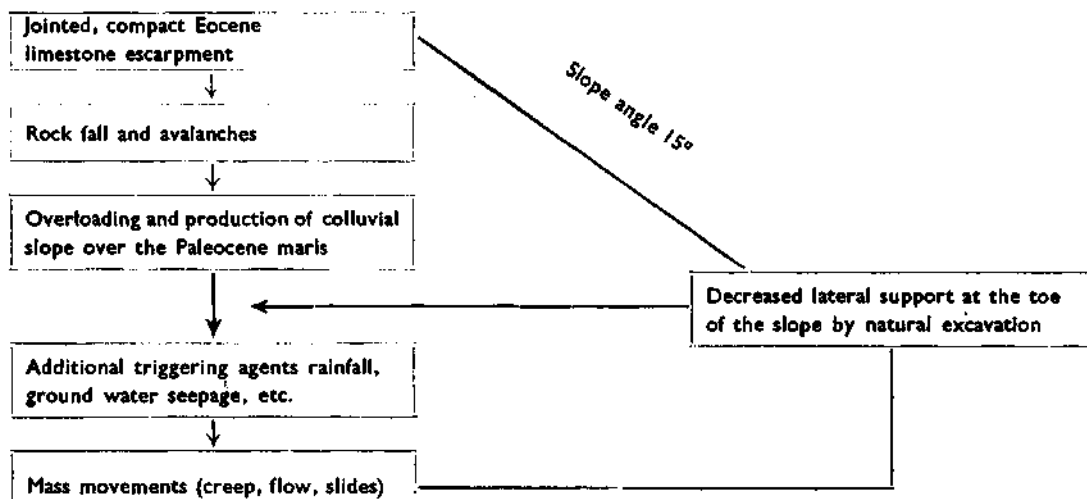 Jointed, compact Eocene
limestone escarpment
Slope angle 15°
Rock fall and avalanches
Overloading and production of colluvial
slope over the Paleocene marls
Decreased lateral support at the toe
of the slope by natural excavation
Additional triggering agents rainfall,
ground water seepage, etc.
Mass movements (creep, flow, slides)